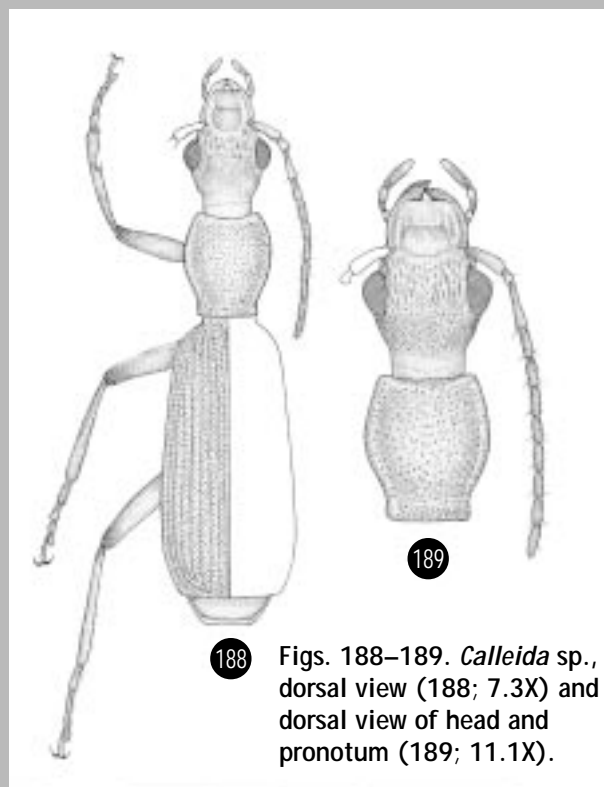 189
188
Figs. 188–189. Calleida sp.,
dorsal view (188; 7.3X) and
dorsal view of head and
pronotum (189; 11.1X).